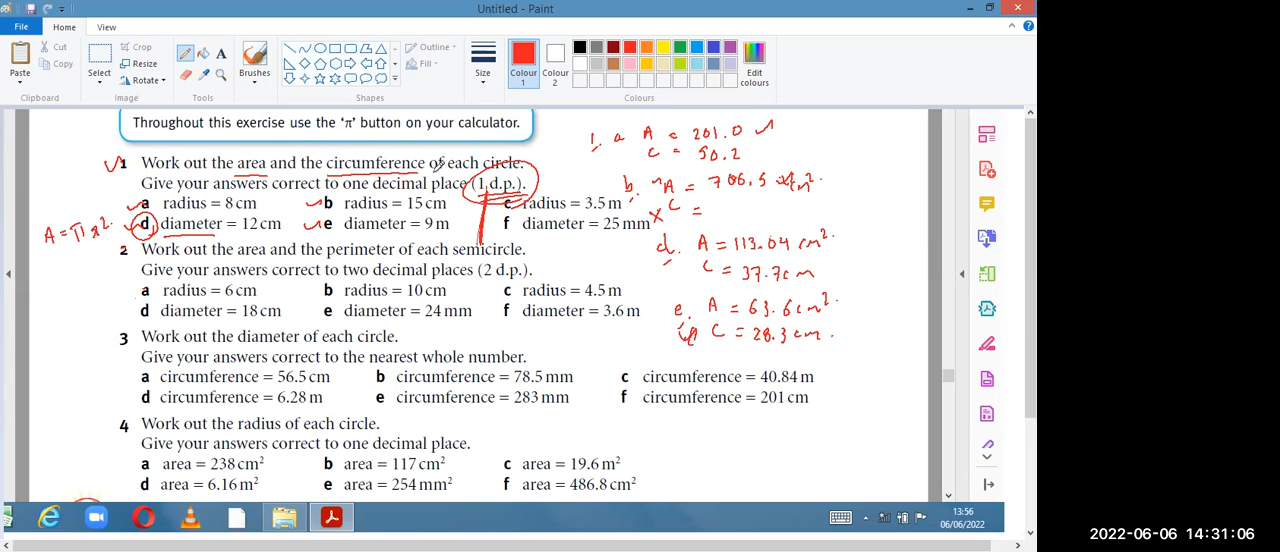 Untitled - Paint
File Home View
Paste
Cut
Copy
Clipboard
Select
Crop
Resize
Rotate
Image
A
Tools
Brushes
Shapes
Outline
Fill
Size
Colour 1
Colour 2
Edit colours
Colours
Throughout this exercise use the 'π' button on your calculator.
1 Work out the area and the circumference of each circle.
Give your answers correct to one decimal place (1 d.p.).
a radius = 8 cm b radius = 15 cm c radius = 3.5 m
d diameter = 12 cm e diameter = 9 m f diameter = 25 mm
2 Work out the area and the perimeter of each semicircle.
Give your answers correct to two decimal places (2 d.p.).
a radius = 6 cm b radius = 10 cm c radius = 4.5 m
d diameter = 18 cm e diameter = 24 mm f diameter = 3.6 m
3 Work out the diameter of each circle.
Give your answers correct to the nearest whole number.
a circumference = 56.5 cm b circumference = 78.5 mm c circumference = 40.84 m
d circumference = 6.28 m e circumference = 283 mm f circumference = 201 cm
4 Work out the radius of each circle.
Give your answers correct to one decimal place.
a area = 238 cm² b area = 117 cm² c area = 19.6 m²
d area = 6.16 m² e area = 254 mm² f area = 486.8 cm²
A = πr²
1. a A = 201.0
C = 50.2
b. A = 706.5 cm².
C =
d. A = 113.04 cm².
C = 37.7cm
e. A = 63.6cm².
C = 28.3 cm.
13:56
06/06/2022
2022-06-06 14:31:06